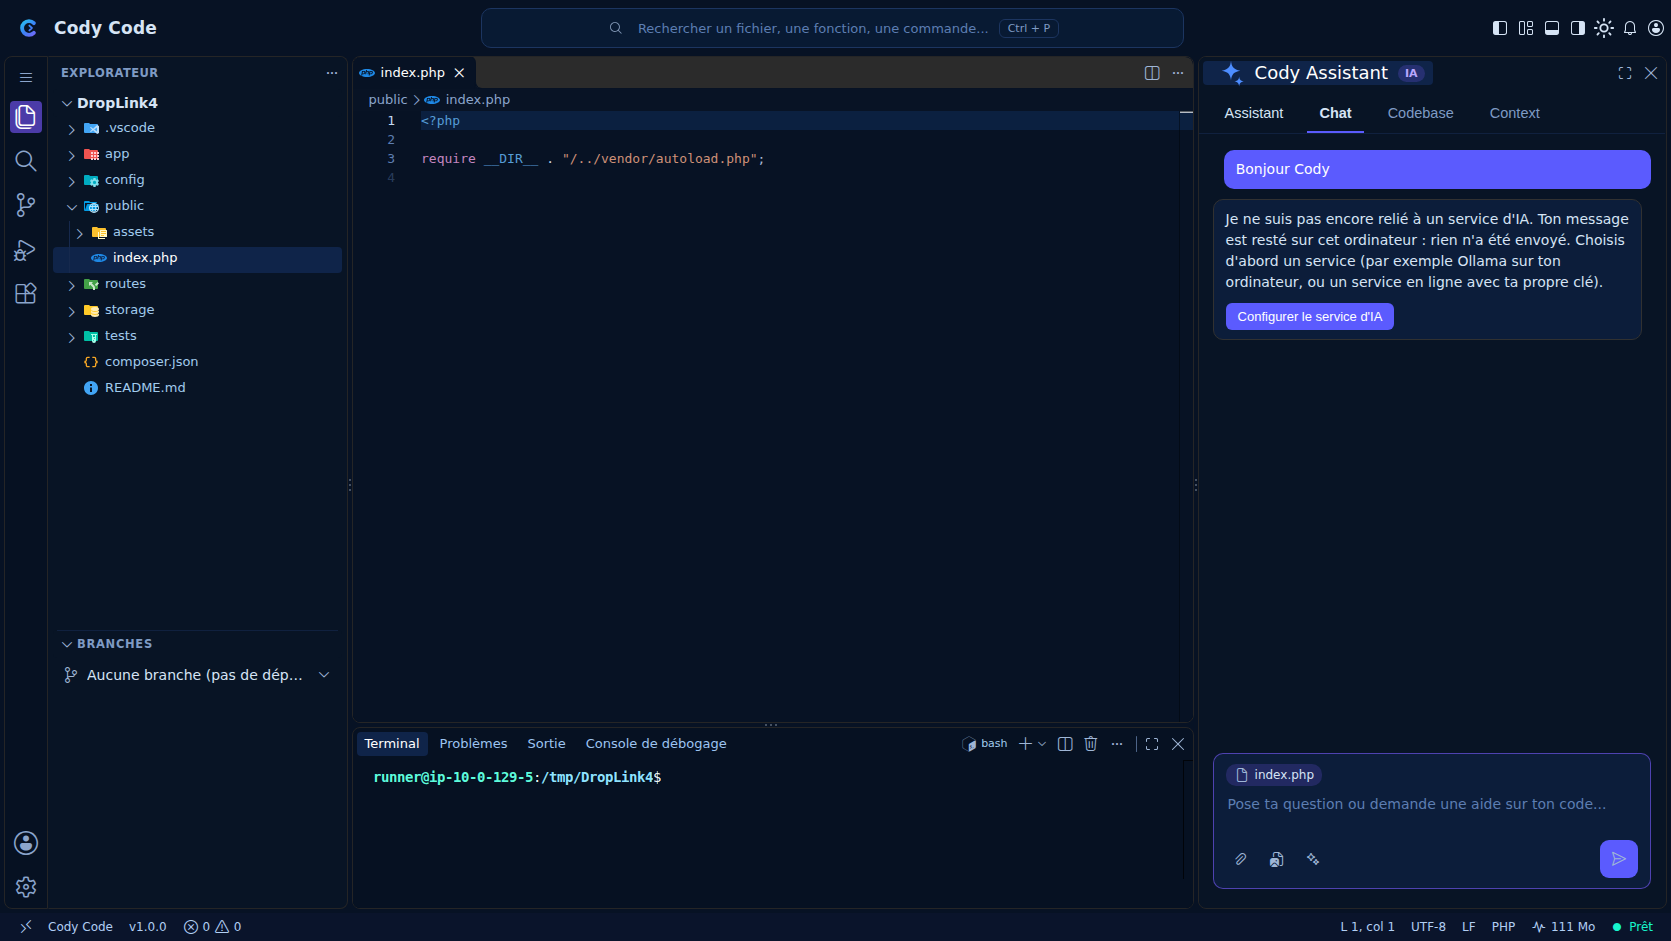 Cody Code
Rechercher un fichier, une fonction, une commande...
Ctrl + P
EXPLORATEUR
DropLink4
.vscode
app
config
public
assets
index.php
routes
storage
tests
composer.json
README.md
BRANCHES
Aucune branche (pas de dép...
index.php
public
index.php
1 <?php
2
3 require __DIR__ . "/../vendor/autoload.php";
4
Terminal
Problèmes
Sortie
Console de débogage
bash
runner@ip-10-0-129-5:/tmp/DropLink4$
Cody Assistant
IA
Assistant
Chat
Codebase
Context
Bonjour Cody
Je ne suis pas encore relié à un service d'IA. Ton message
est resté sur cet ordinateur : rien n'a été envoyé. Choisis
d'abord un service (par exemple Ollama sur ton
ordinateur, ou un service en ligne avec ta propre clé).
Configurer le service d'IA
index.php
Pose ta question ou demande une aide sur ton code...
Cody Code
v1.0.0
0
0
L 1, col 1
UTF-8
LF
PHP
111 Mo
Prêt